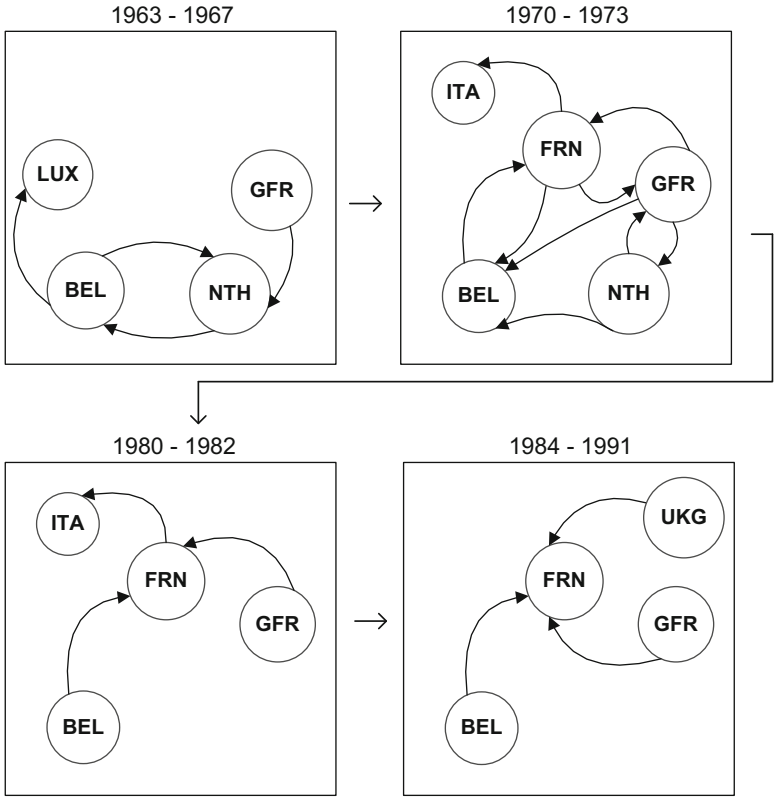 1963 - 1967
LUX
GFR
BEL
NTH
1970 - 1973
ITA
FRN
GFR
BEL
NTH
1980 - 1982
ITA
FRN
GFR
BEL
1984 - 1991
UKG
FRN
GFR
BEL